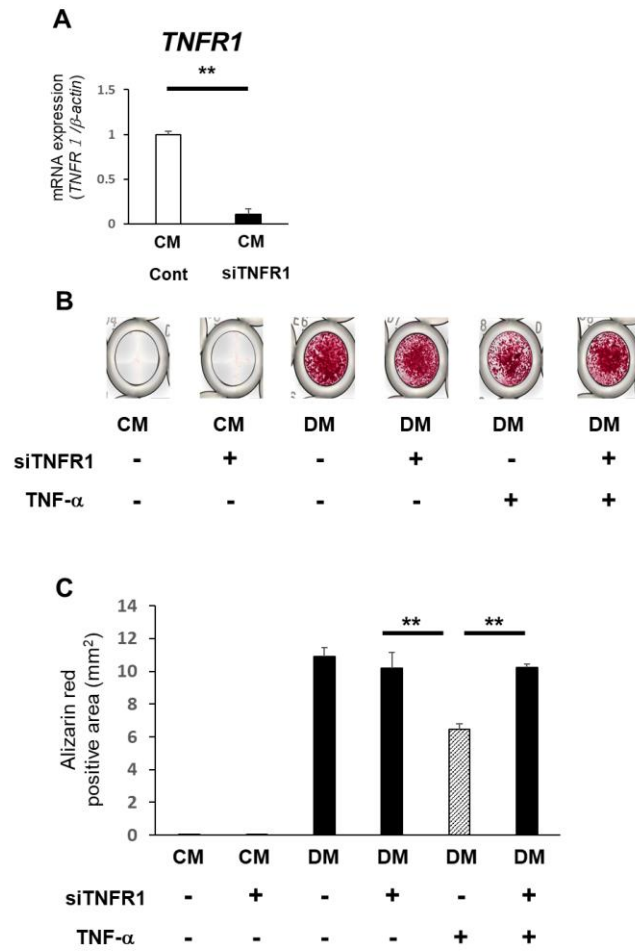 A
TNFR1
**
mRNA expression
(TNFR 1 /β-actin)
1.5
1
0.5
0
CM CM
Cont siTNFR1
B
CM CM DM DM DM DM
siTNFR1 - + - + - +
TNF-α - - - - + +
C
Alizarin red
positive area (mm²)
14
12
10
8
6
4
2
0
** **
CM CM DM DM DM DM
siTNFR1 - + - + - +
TNF-α - - - - + +